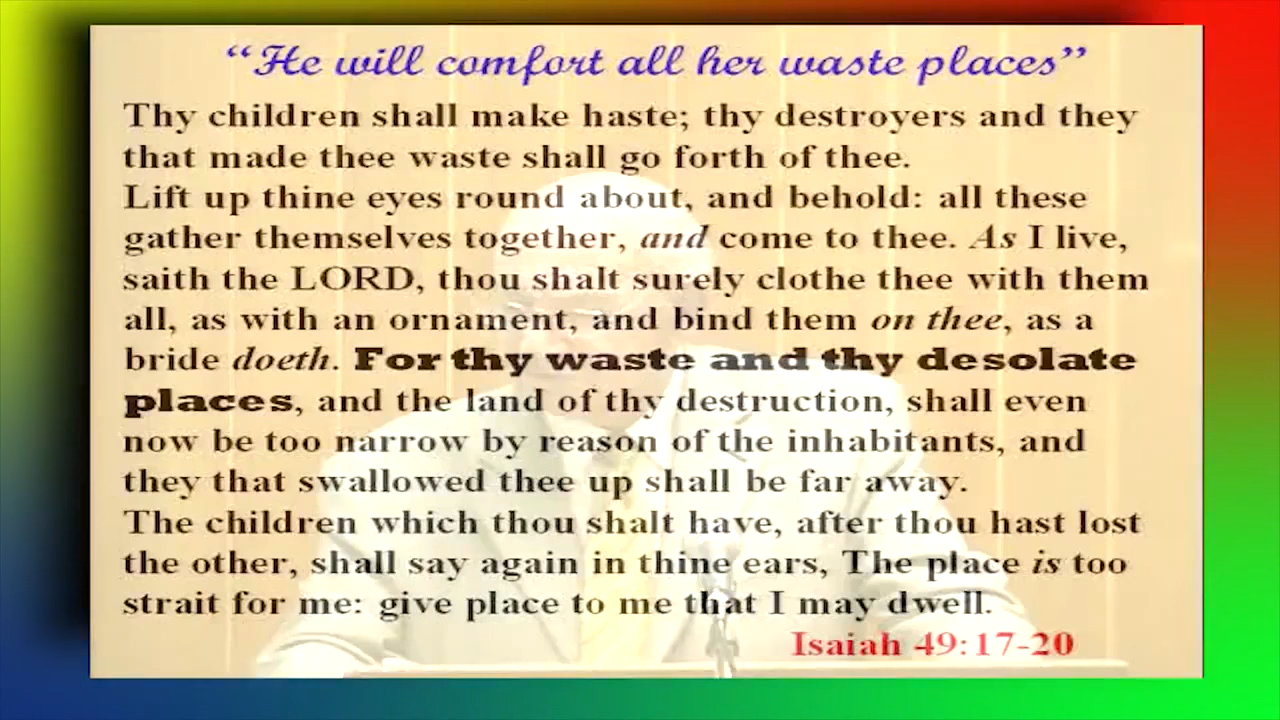 “He will comfort all her waste places”
Thy children shall make haste; thy destroyers and they
that made thee waste shall go forth of thee.
Lift up thine eyes round about, and behold: all these
gather themselves together, and come to thee. As I live,
saith the LORD, thou shalt surely clothe thee with them
all, as with an ornament, and bind them on thee, as a
bride doeth. For thy waste and thy desolate
places, and the land of thy destruction, shall even
now be too narrow by reason of the inhabitants, and
they that swallowed thee up shall be far away.
The children which thou shalt have, after thou hast lost
the other, shall say again in thine ears, The place is too
strait for me: give place to me that I may dwell.
Isaiah 49:17-20